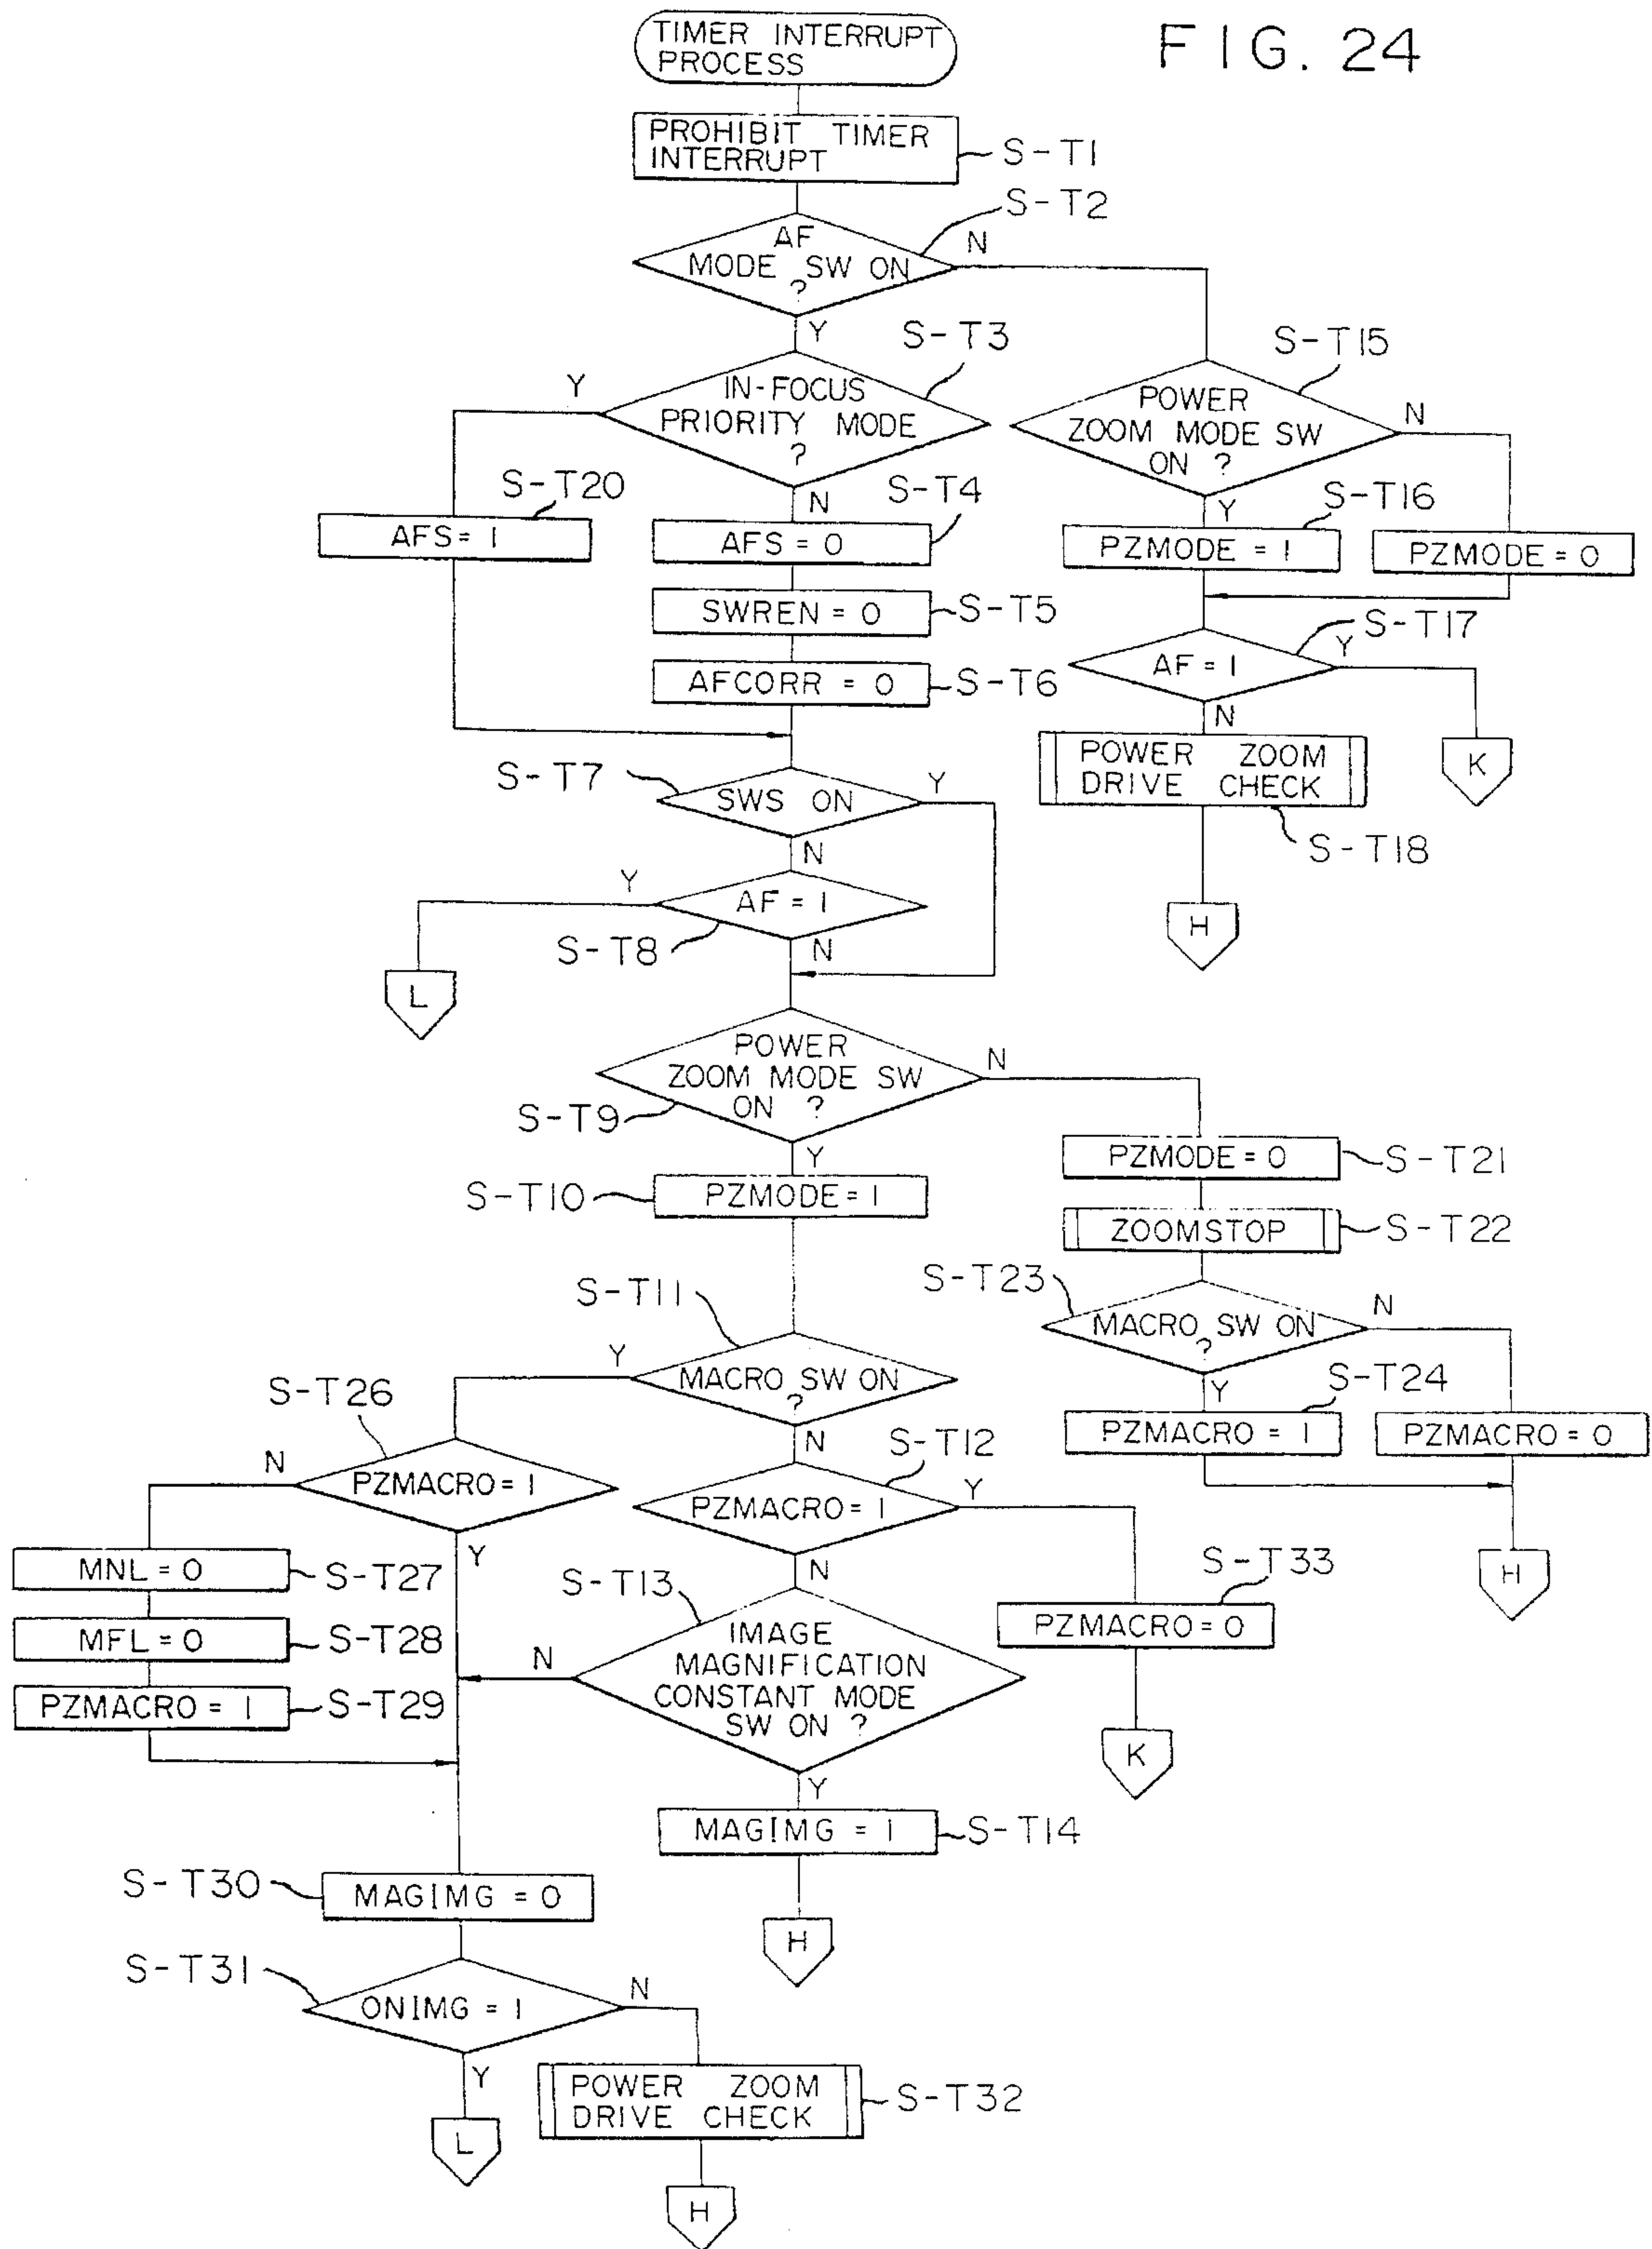 FIG. 24
TIMER INTERRUPT
PROCESS
PROHIBIT TIMER
INTERRUPT
S-T1
S-T2
AF
MODE SW ON
?
N
Y
S-T3
IN-FOCUS
PRIORITY MODE
?
Y
N
S-T15
POWER
ZOOM MODE SW
ON ?
N
Y
S-T20
AFS = 1
S-T4
AFS = 0
S-T16
PZMODE = 1
PZMODE = 0
SWREN = 0
S-T5
AFCORR = 0
S-T6
S-T17
AF = 1
Y
N
K
POWER ZOOM
DRIVE CHECK
S-T18
H
S-T7
SWS ON
Y
N
AF = 1
Y
S-T8
N
L
POWER
ZOOM MODE SW
ON ?
N
S-T9
Y
S-T10
PZMODE = 1
PZMODE = 0
S-T21
ZOOMSTOP
S-T22
S-T23
MACRO SW ON
?
N
Y
S-T24
PZMACRO = 1
PZMACRO = 0
H
S-T11
MACRO SW ON
?
Y
N
S-T26
PZMACRO = 1
N
Y
S-T12
PZMACRO = 1
Y
N
MNL = 0
S-T27
MFL = 0
S-T28
PZMACRO = 1
S-T29
S-T13
IMAGE
MAGNIFICATION
CONSTANT MODE
SW ON ?
N
Y
S-T33
PZMACRO = 0
K
MAGIMG = 1
S-T14
H
S-T30
MAGIMG = 0
S-T31
ONIMG = 1
N
Y
L
POWER ZOOM
DRIVE CHECK
S-T32
H